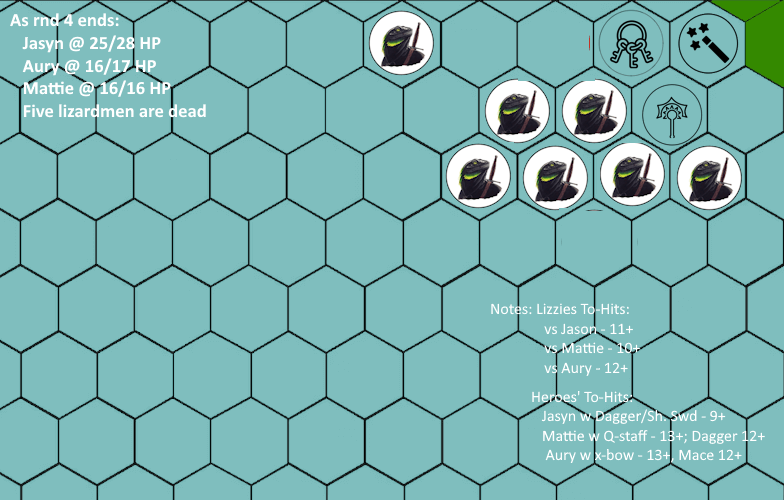 As rnd 4 ends:
Jasyn @ 25/28 HP
Aury @ 16/17 HP
Mattie @ 16/16 HP
Five lizardmen are dead
Notes: Lizzies To-Hits:
vs Jason - 11+
vs Mattie - 10+
vs Aury - 12+
Heroes' To-Hits:
Jasyn w Dagger/Sh. Swd - 9+
Mattie w Q-staff - 13+; Dagger 12+
Aury w x-bow - 13+, Mace 12+